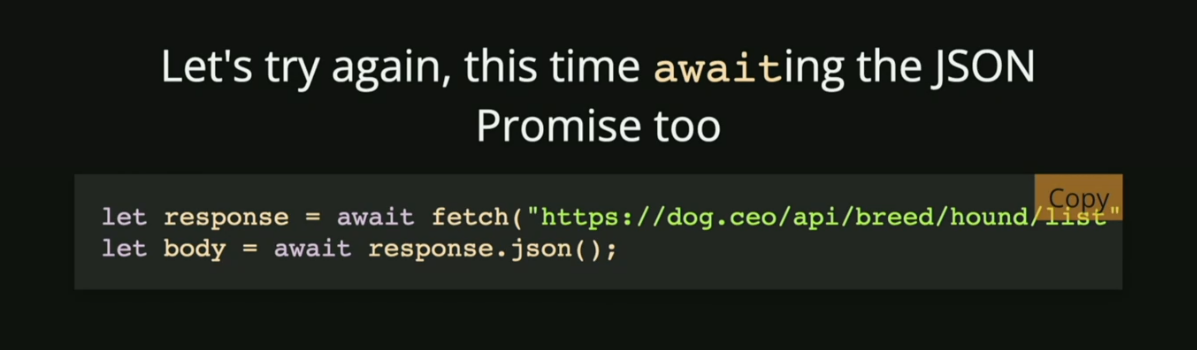 Let's try again, this time awaiting the JSON
Promise too
Copy
let response = await fetch("https://dog.ceo/api/breed/hound/list"
let body = await response.json();